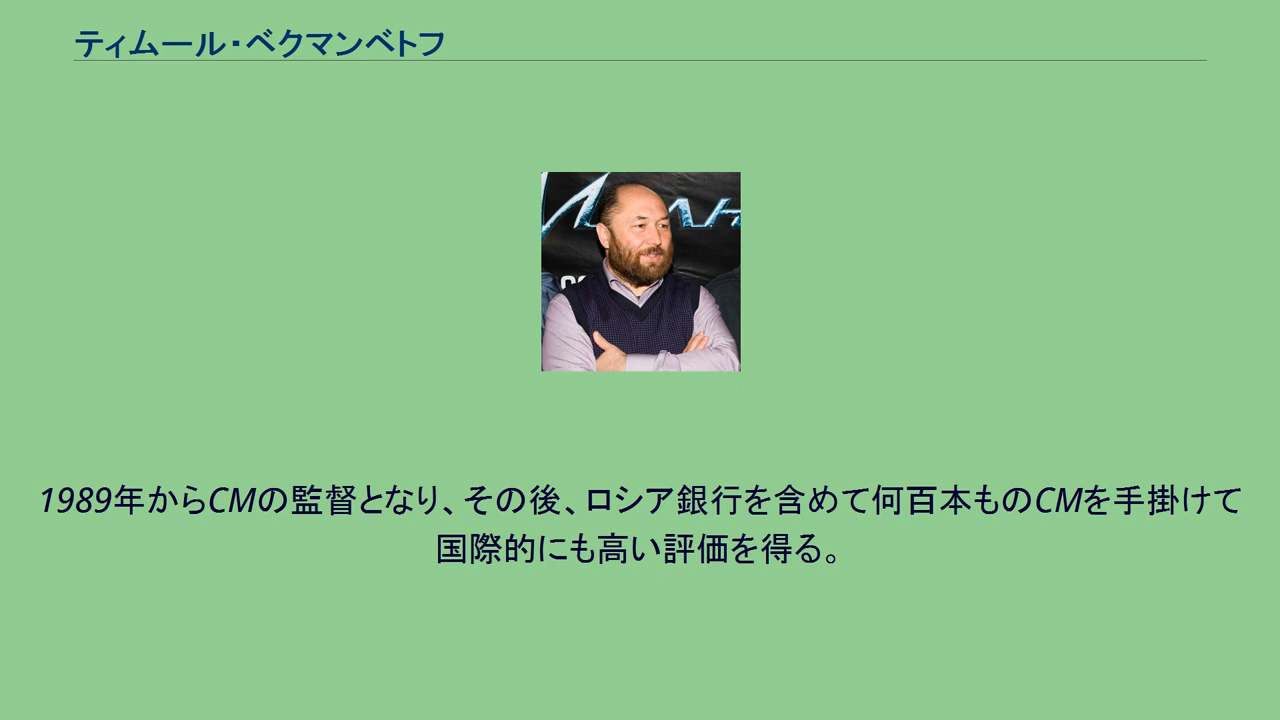 ティムール・ベクマンベトフ
1989年からCMの監督となり、その後、ロシア銀行を含めて何百本ものCMを手掛けて
国際的にも高い評価を得る。